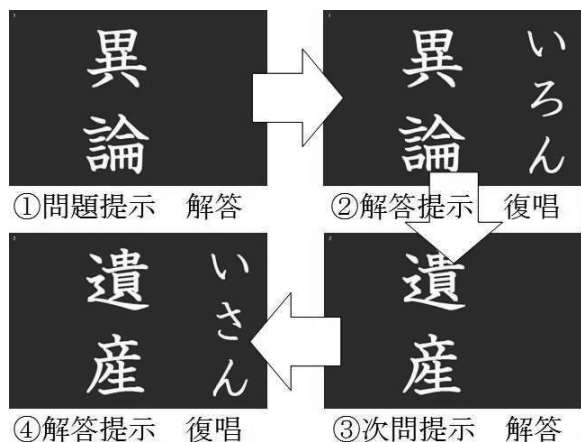 異論
①問題提示　解答
異論
いろん
②解答提示　復唱
遺産
③次問提示　解答
遺産
いさん
④解答提示　復唱